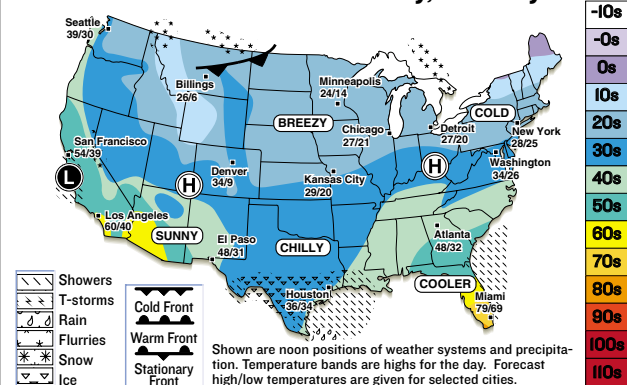 Seattle
39/30
Billings
26/6
Minneapolis
24/14
BREEZY
COLD
Chicago
27/21
Detroit
27/20
New York
28/25
San Francisco
54/39
L
H
Denver
34/9
Kansas City
29/20
H
Washington
34/26
Los Angeles
60/40
SUNNY
El Paso
48/31
CHILLY
Atlanta
48/32
COOLER
Houston
36/34
Miami
79/69
Showers
T-storms
Rain
Flurries
Snow
Ice
Cold Front
Warm Front
Stationary
Front
Shown are noon positions of weather systems and precipita-
tion. Temperature bands are highs for the day. Forecast
high/low temperatures are given for selected cities.
-10s
-0s
0s
10s
20s
30s
40s
50s
60s
70s
80s
90s
100s
110s